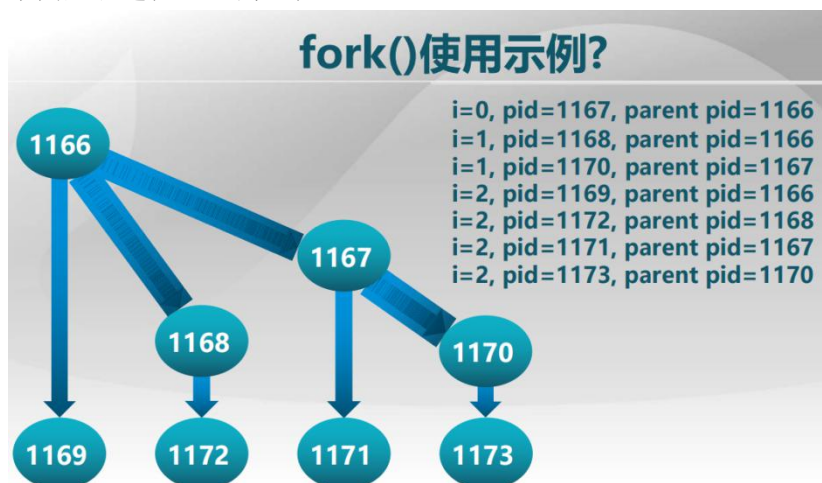 fork()使用示例?
i=0, pid=1167, parent pid=1166
i=1, pid=1168, parent pid=1166
i=1, pid=1170, parent pid=1167
i=2, pid=1169, parent pid=1166
i=2, pid=1172, parent pid=1168
i=2, pid=1171, parent pid=1167
i=2, pid=1173, parent pid=1170
1166
1167
1168
1170
1169
1172
1171
1173